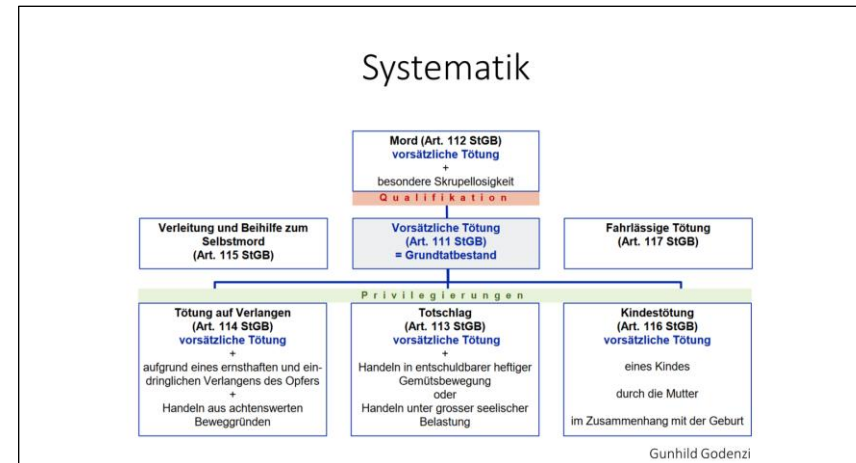 Systematik
Mord (Art. 112 StGB)
vorsätzliche Tötung
+
besondere Skrupellosigkeit
Qualifikation
Verleitung und Beihilfe zum
Selbstmord
(Art. 115 StGB)
Vorsätzliche Tötung
(Art. 111 StGB)
= Grundtatbestand
Fahrlässige Tötung
(Art. 117 StGB)
Privilegierungen
Tötung auf Verlangen
(Art. 114 StGB)
vorsätzliche Tötung
+
aufgrund eines ernsthaften und ein-
dringlichen Verlangens des Opfers
+
Handeln aus achtenswerten
Beweggründen
Totschlag
(Art. 113 StGB)
vorsätzliche Tötung
+
Handeln in entschuldbarer heftiger
Gemütsbewegung
oder
Handeln unter grosser seelischer
Belastung
Kindestötung
(Art. 116 StGB)
vorsätzliche Tötung
eines Kindes
durch die Mutter
im Zusammenhang mit der Geburt
Gunhild Godenzi